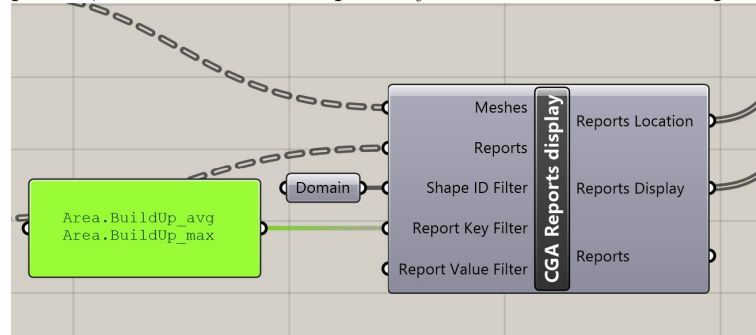 Area.BuildUp_avg
Area.BuildUp_max
Domain
Meshes
Reports
Shape ID Filter
Report Key Filter
Report Value Filter
CGA Reports display
Reports Location
Reports Display
Reports